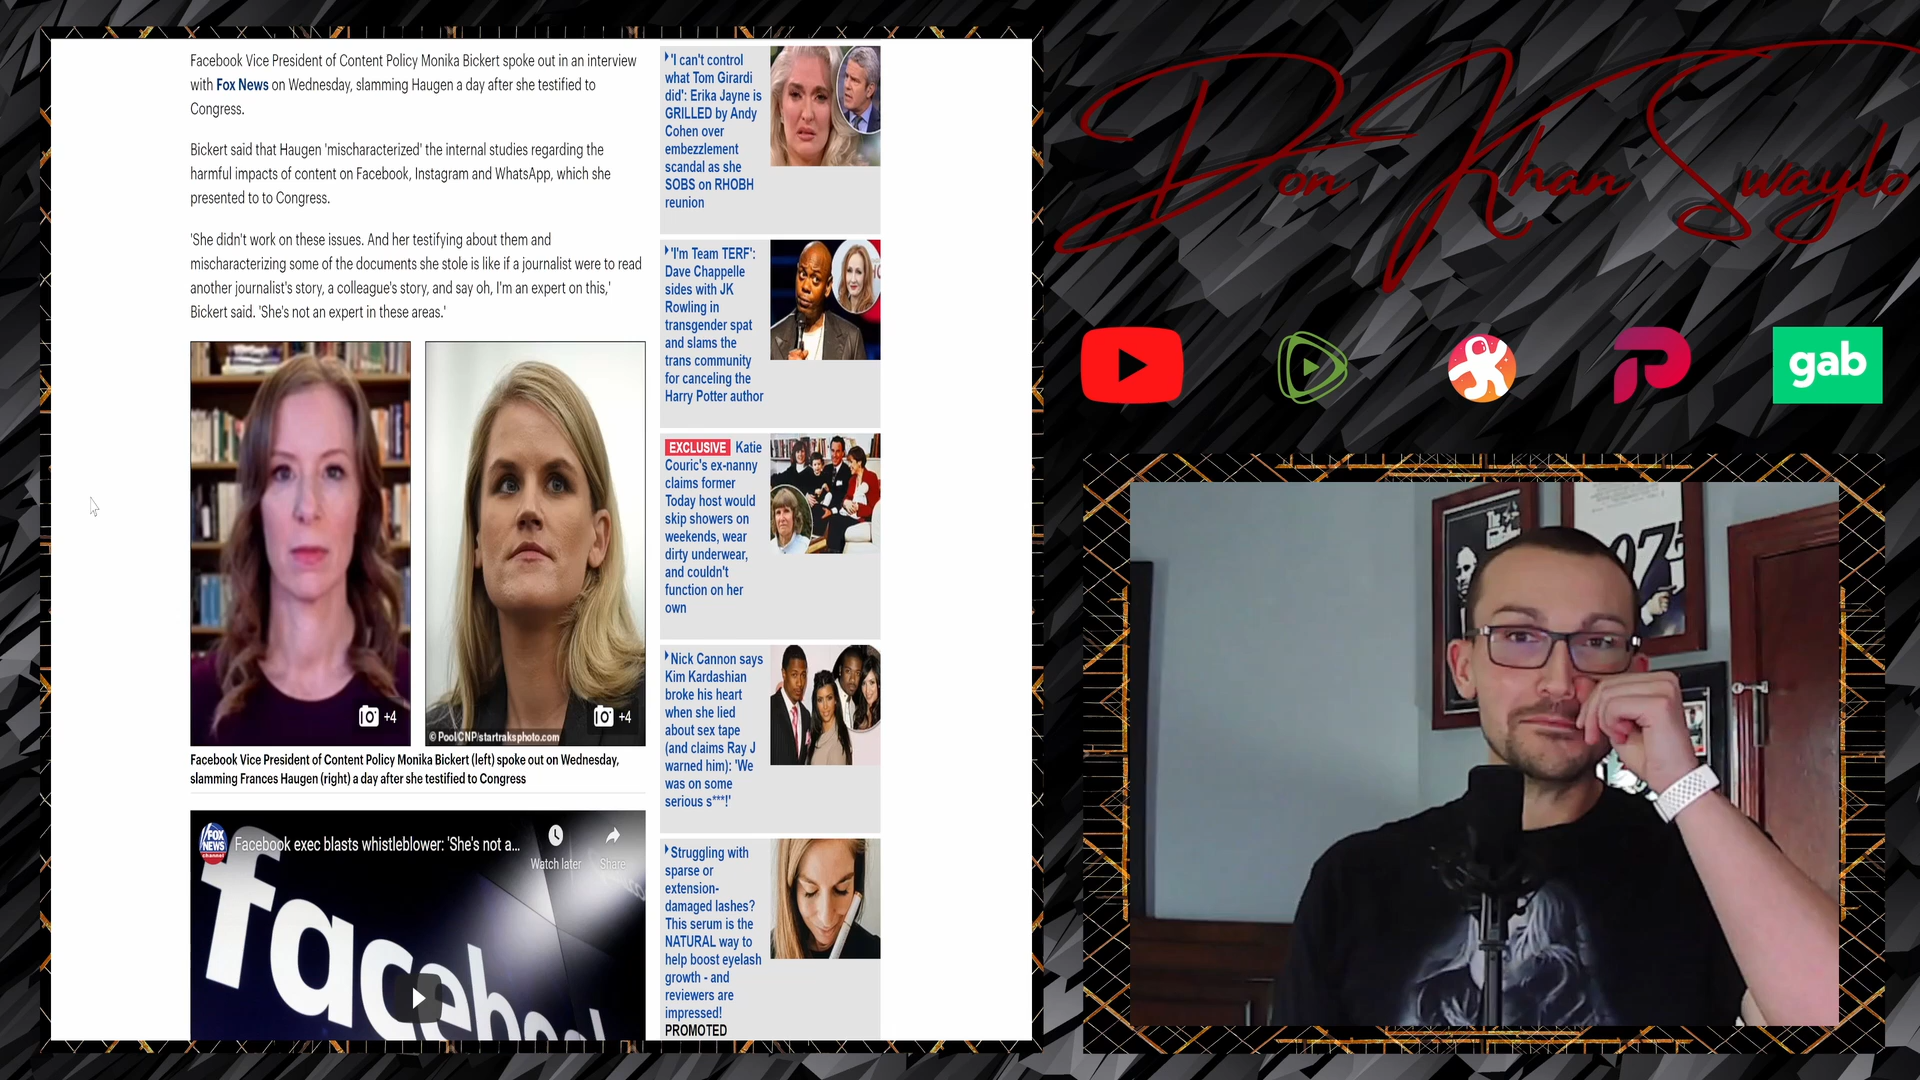 Facebook Vice President of Content Policy Monika Bickert spoke out in an interview
with Fox News on Wednesday, slamming Haugen a day after she testified to
Congress.
Bickert said that Haugen 'mischaracterized' the internal studies regarding the
harmful impacts of content on Facebook, Instagram and WhatsApp, which she
presented to to Congress.
'She didn't work on these issues. And her testifying about them and
mischaracterizing some of the documents she stole is like if a journalist were to read
another journalist's story, a colleague's story, and say oh, I'm an expert on this,'
Bickert said. 'She's not an expert in these areas.'
+4
© Pool/CNP/startraksphoto.com
+4
Facebook Vice President of Content Policy Monika Bickert (left) spoke out on Wednesday,
slamming Frances Haugen (right) a day after she testified to Congress
FOX
NEWS
channel
Facebook exec blasts whistleblower: 'She's not a...
Watch later
Share
facebook
'I can't control
what Tom Girardi
did': Erika Jayne is
GRILLED by Andy
Cohen over
embezzlement
scandal as she
SOBS on RHOBH
reunion
'I'm Team TERF':
Dave Chappelle
sides with JK
Rowling in
transgender spat
and slams the
trans community
for canceling the
Harry Potter author
EXCLUSIVE Katie
Couric's ex-nanny
claims former
Today host would
skip showers on
weekends, wear
dirty underwear,
and couldn't
function on her
own
Nick Cannon says
Kim Kardashian
broke his heart
when she lied
about sex tape
(and claims Ray J
warned him): 'We
was on some
serious s***!'
Struggling with
sparse or
extension-
damaged lashes?
This serum is the
NATURAL way to
help boost eyelash
growth - and
reviewers are
impressed!
PROMOTED
Don Khan Swaylo
gab
The
Godfather
007